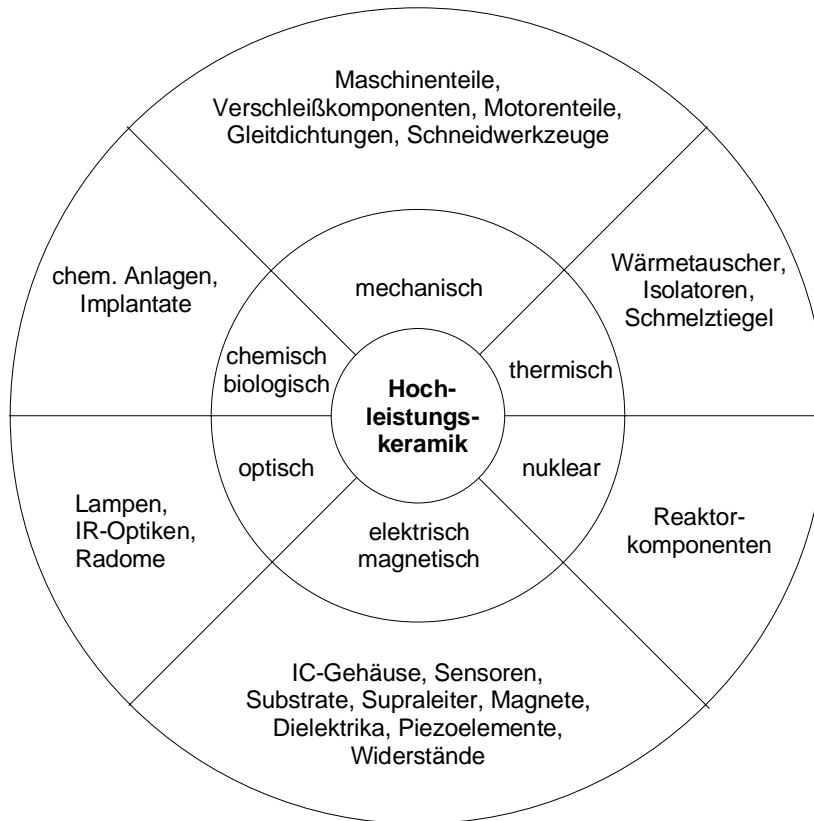 Maschinenteile,
Verschleißkomponenten, Motorenteile,
Gleitdichtungen, Schneidwerkzeuge
chem. Anlagen,
Implantate
Wärmetauscher,
Isolatoren,
Schmelztiegel
mechanisch
chemisch
biologisch
thermisch
Hoch-
leistungs-
keramik
optisch
nuklear
elektrisch
magnetisch
Lampen,
IR-Optiken,
Radome
Reaktor-
komponenten
IC-Gehäuse, Sensoren,
Substrate, Supraleiter, Magnete,
Dielektrika, Piezoelemente,
Widerstände